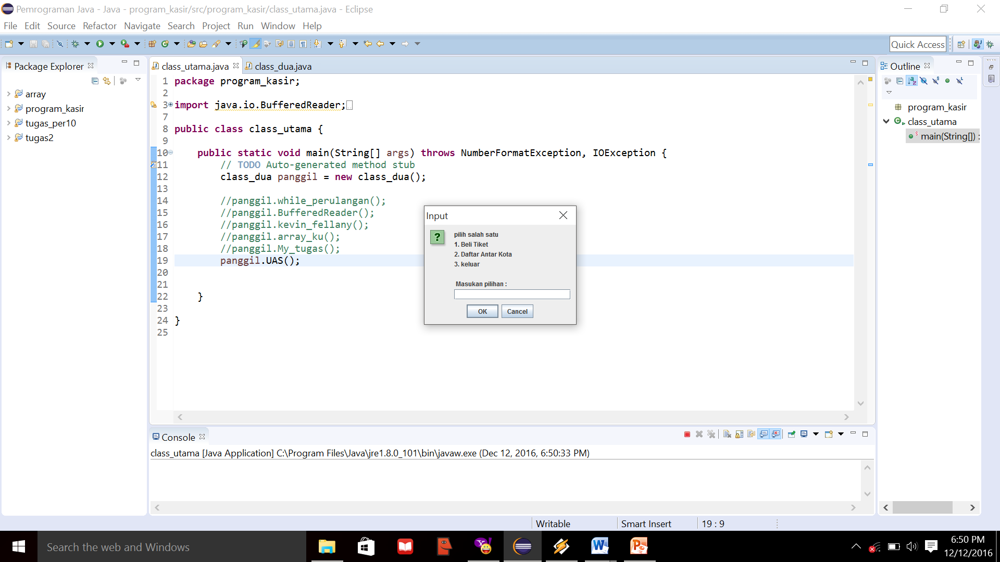 Pemrograman Java - Java - program_kasir/src/program_kasir/class_utama.java - Eclipse
File Edit Source Refactor Navigate Search Project Run Window Help
Quick Access
Package Explorer
array
program_kasir
tugas_per10
tugas2
class_utama.java
class_dua.java
1 package program_kasir;
2
3 import java.io.BufferedReader;
7
8 public class class_utama {
9
10 public static void main(String[] args) throws NumberFormatException, IOException {
11 // TODO Auto-generated method stub
12 class_dua panggil = new class_dua();
13
14 //panggil.while_perulangan();
15 //panggil.BufferedReader();
16 //panggil.kevin_fellany();
17 //panggil.array_ku();
18 //panggil.My_tugas();
19 panggil.UAS();
20
21
22 }
23
24 }
25
Input
?
pilih salah satu
1. Beli Tiket
2. Daftar Antar Kota
3. keluar
Masukan pilihan :
OK Cancel
Outline
program_kasir
class_utama
main(String[]) :
Console
class_utama [Java Application] C:\Program Files\Java\jre1.8.0_101\bin\javaw.exe (Dec 12, 2016, 6:50:33 PM)
Writable Smart Insert 19 : 9
Search the web and Windows
6:50 PM
12/12/2016